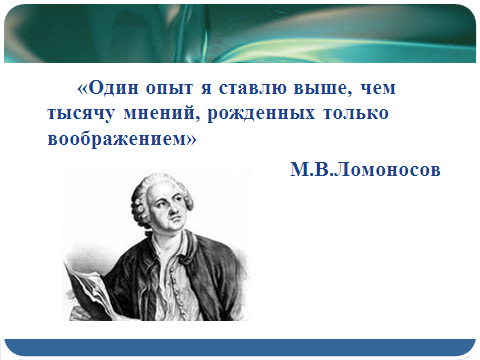 «Один опыт я ставлю выше, чем
тысячу мнений, рожденных только
воображением»
М.В.Ломоносов